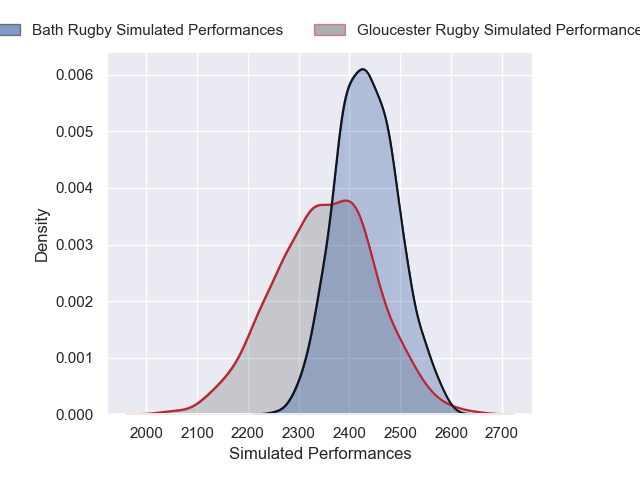 Bath Rugby Simulated Performances
Gloucester Rugby Simulated Performance
0.006
0.005
0.004
0.003
0.002
0.001
0.000
Density
2000 2100 2200 2300 2400 2500 2600 2700
Simulated Performances